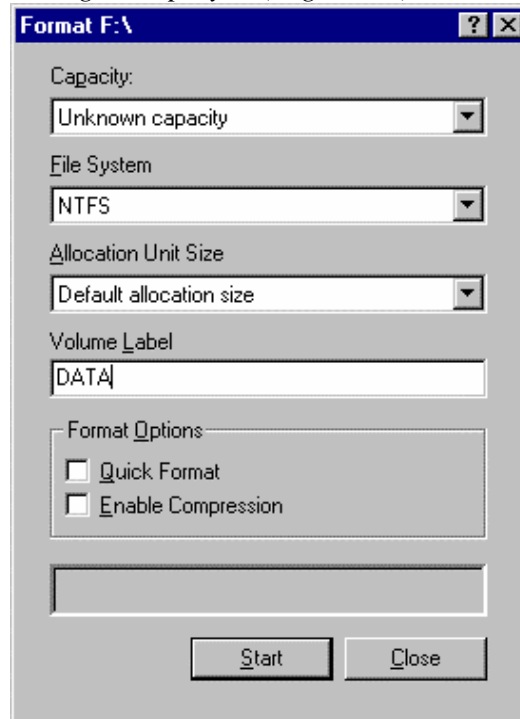 Format F:\
Capacity:
Unknown capacity
File System
NTFS
Allocation Unit Size
Default allocation size
Volume Label
DATA
Format Options
Quick Format
Enable Compression
Start Close